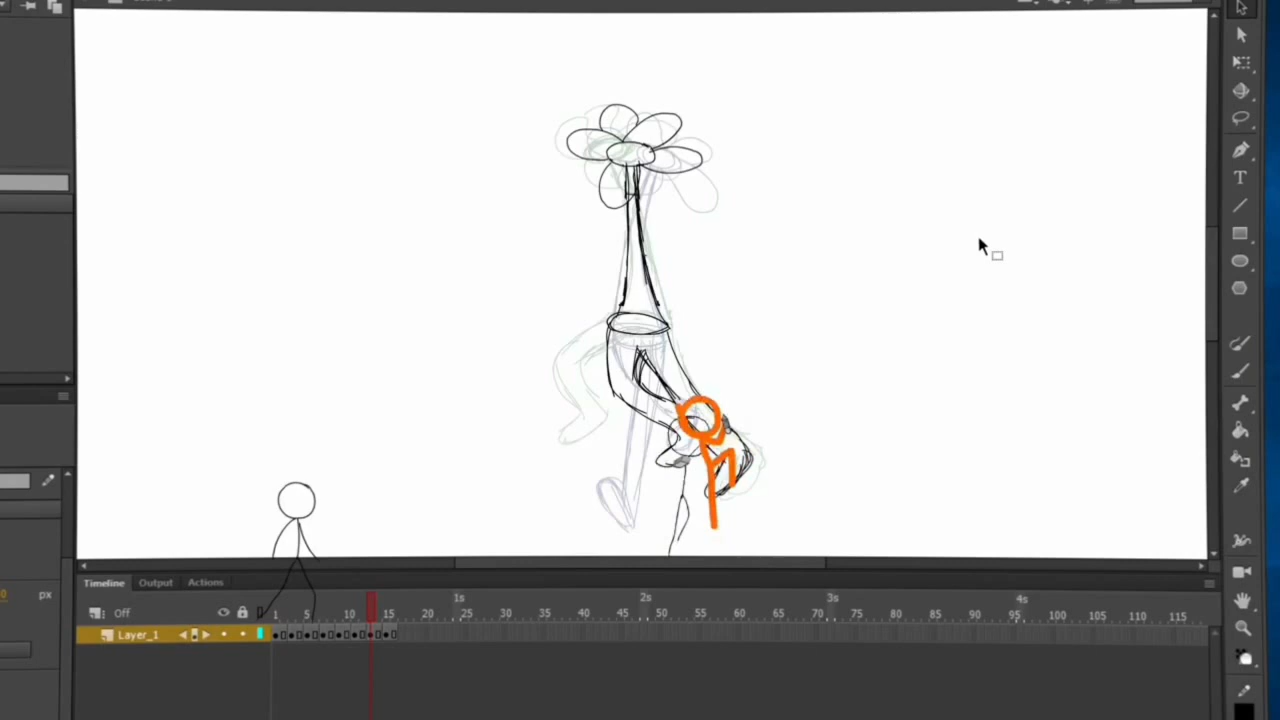 px
Timeline Output Actions
1s 2s 3s 4s
Off 1 5 10 15 20 25 30 35 40 45 50 55 60 65 70 75 80 85 90 95 100 105 110 115
Layer_1